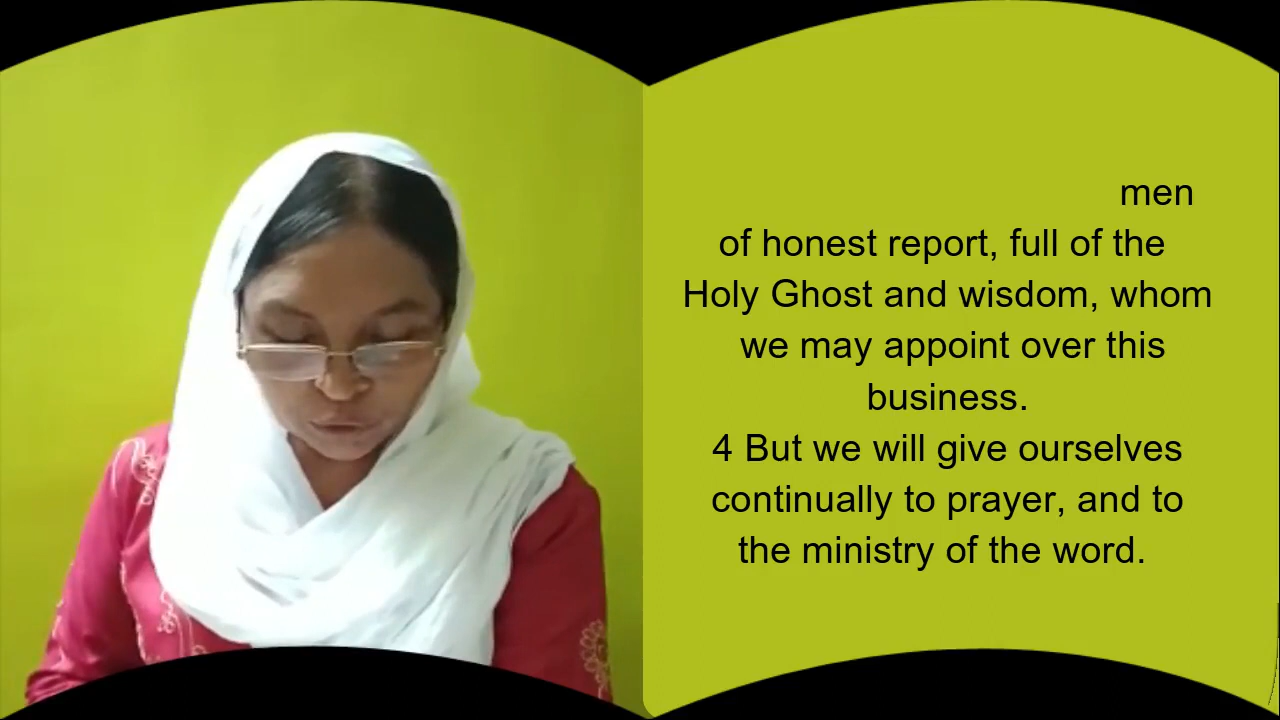 men
of honest report, full of the
Holy Ghost and wisdom, whom
we may appoint over this
business.
4 But we will give ourselves
continually to prayer, and to
the ministry of the word.